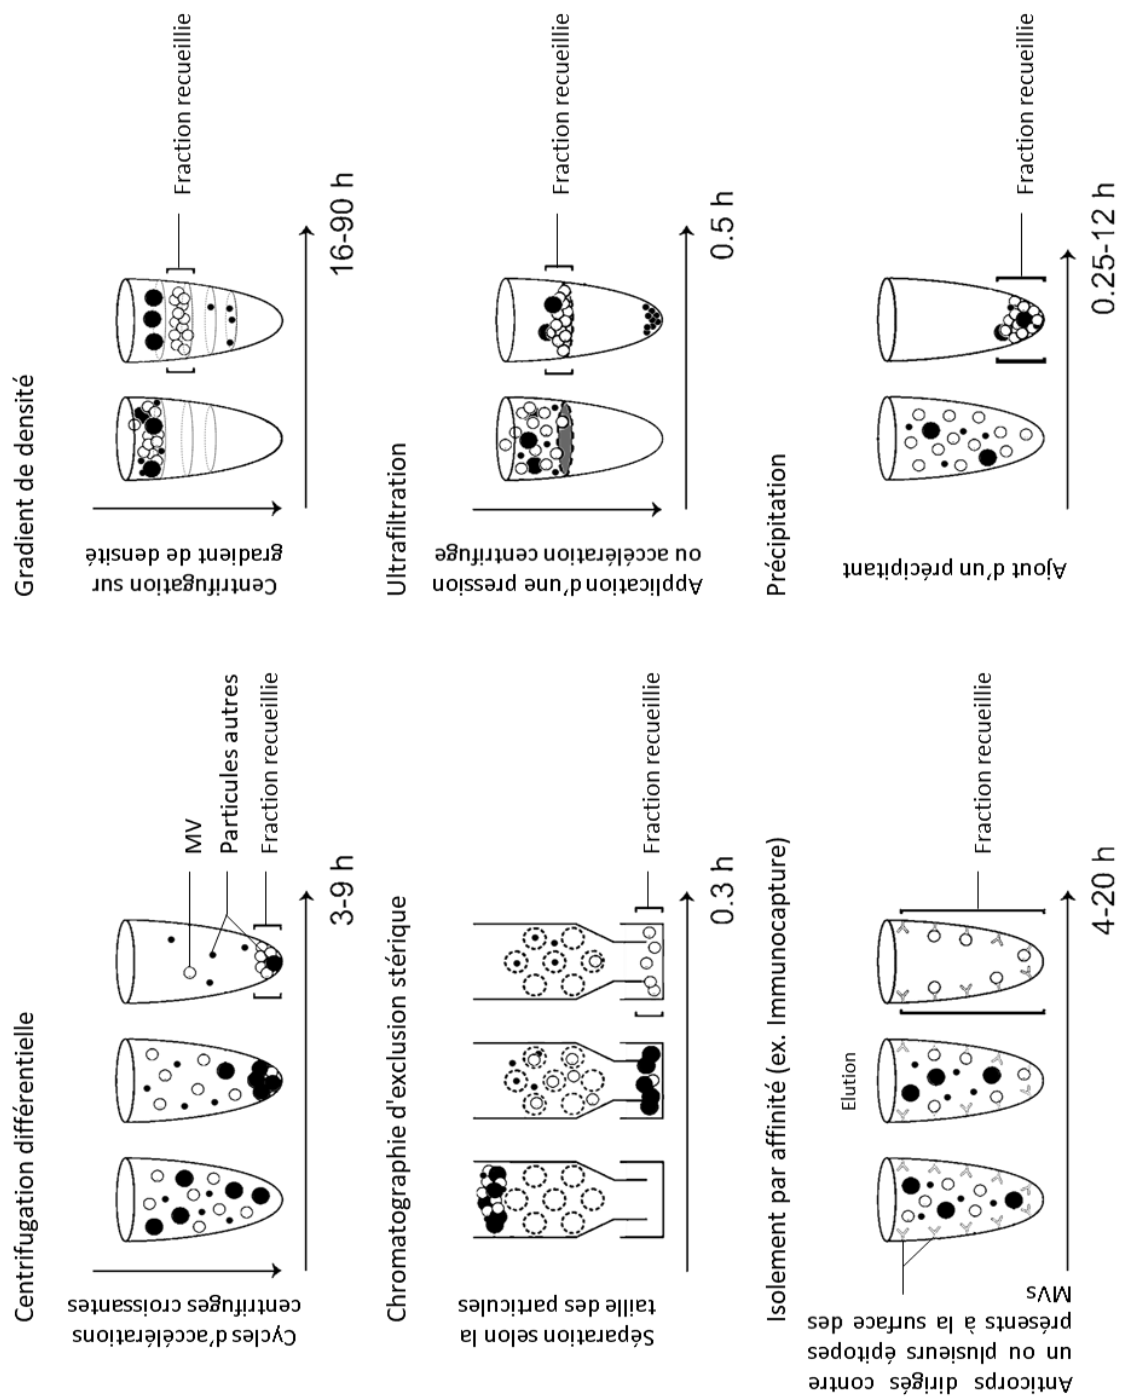 Centrifugation différentielle
Cycles d'accélérations
centrifuges croissantes
MV
Particules autres
Fraction recueillie
3-9 h
Gradient de densité
Centrifugation sur
gradient de densité
Fraction recueillie
16-90 h
Chromatographie d'exclusion stérique
Séparation selon la
taille des particules
Fraction recueillie
0.3 h
Ultrafiltration
Application d'une pression
ou accélération centrifuge
Fraction recueillie
0.5 h
Isolement par affinité (ex. Immunocapture)
Anticorps dirigés contre
un ou plusieurs épitopes
présents à la surface des
MVs
Elution
Fraction recueillie
4-20 h
Précipitation
Ajout d'un précipitant
Fraction recueillie
0.25-12 h